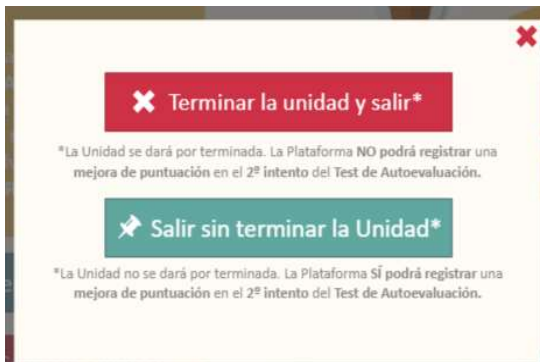 Terminar la unidad y salir*
*La Unidad se dará por terminada. La Plataforma NO podrá registrar una
mejora de puntuación en el 2º intento del Test de Autoevaluación.
Salir sin terminar la Unidad*
*La Unidad no se dará por terminada. La Plataforma SÍ podrá registrar una
mejora de puntuación en el 2º intento del Test de Autoevaluación.